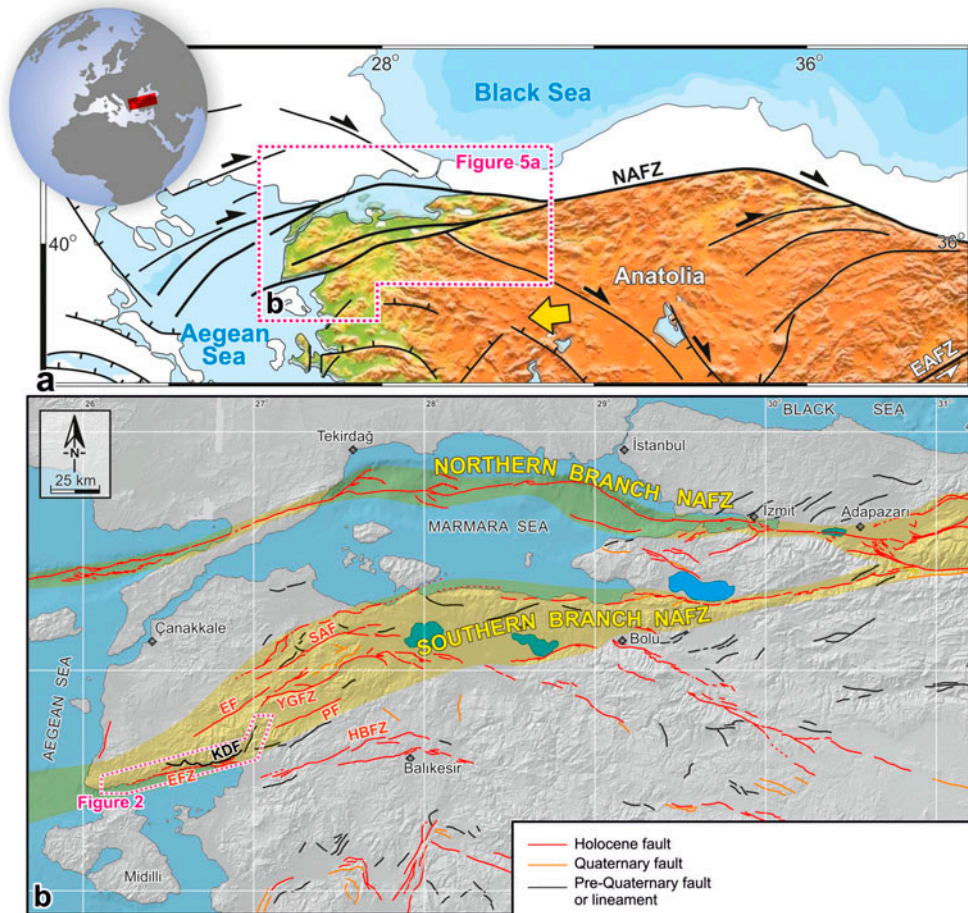 28°
36°
Black Sea
Figure 5a
NAFZ
40°
36°
Anatolia
b
Aegean
Sea
EAFZ
a
26
27
28
29
30
31
BLACK SEA
N
25 km
Tekirdağ
İstanbul
NORTHERN BRANCH NAFZ
İzmit
Adapazarı
MARMARA SEA
Çanakkale
SAF
SOUTHERN BRANCH NAFZ
Bolu
AEGEAN SEA
EF
YGFZ
PF
KDF
HBFZ
EFZ
Balıkesir
Figure 2
Midilli
Holocene fault
Quaternary fault
Pre-Quaternary fault
or lineament
b